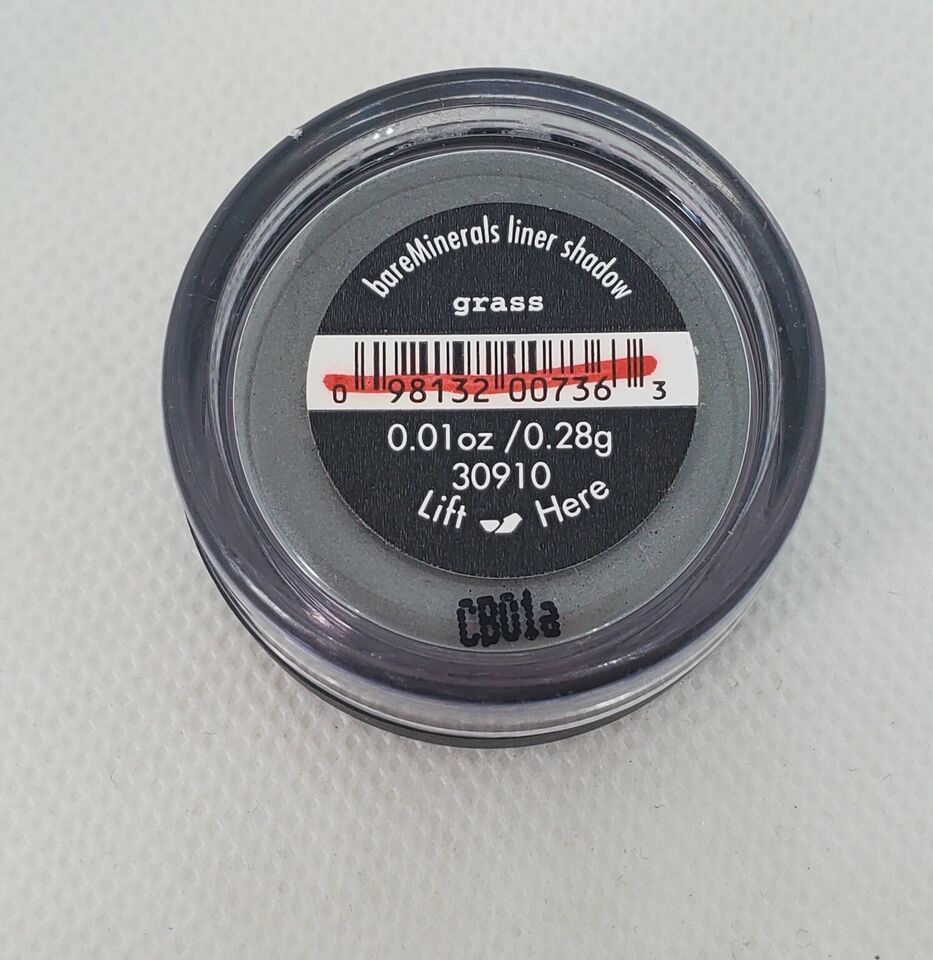 bareMinerals liner shadow
grass
0 98132 00736 3
0.01oz /0.28g
30910
Lift Here
CB01a